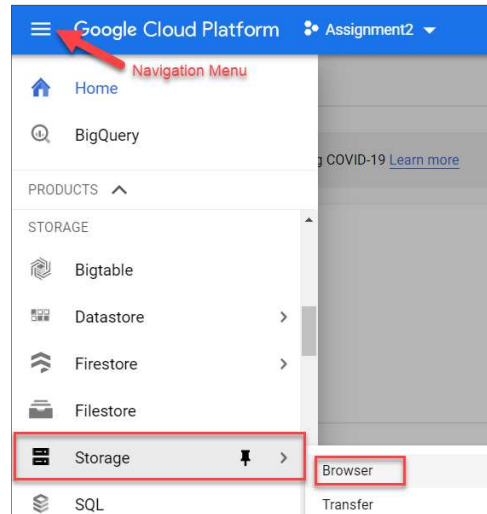 Google Cloud Platform
Assignment2
Navigation Menu
Home
BigQuery
g COVID-19 Learn more
PRODUCTS
STORAGE
Bigtable
Datastore
Firestore
Filestore
Storage
Browser
SQL
Transfer